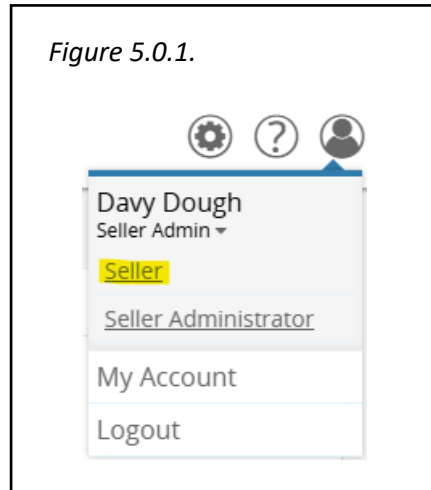 Figure 5.0.1.
?
Davy Dough
Seller Admin
Seller
Seller Administrator
My Account
Logout